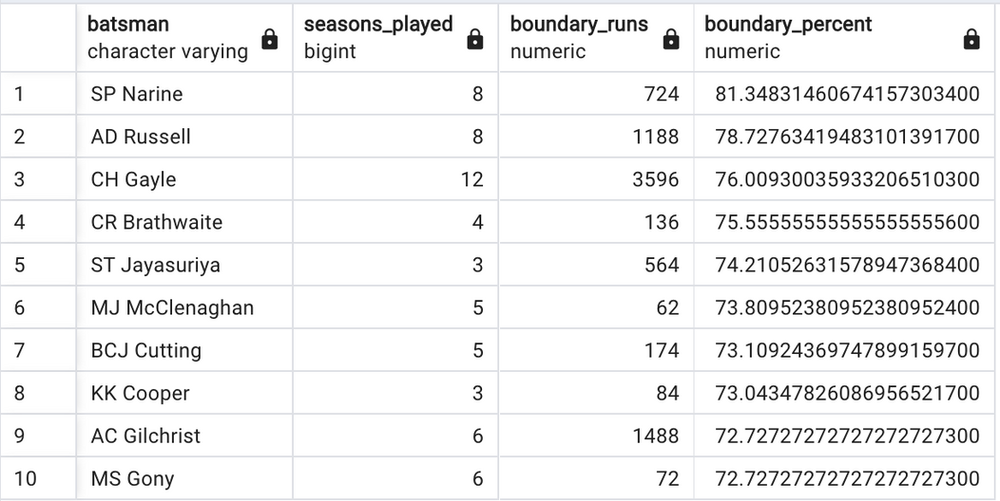 batsman seasons_played boundary_runs boundary_percent
character varying bigint numeric numeric
1 SP Narine 8 724 81.34831460674157303400
2 AD Russell 8 1188 78.72763419483101391700
3 CH Gayle 12 3596 76.00930035933206510300
4 CR Brathwaite 4 136 75.55555555555555555600
5 ST Jayasuriya 3 564 74.21052631578947368400
6 MJ McClenaghan 5 62 73.80952380952380952400
7 BCJ Cutting 5 174 73.10924369747899159700
8 KK Cooper 3 84 73.04347826086956521700
9 AC Gilchrist 6 1488 72.72727272727272727300
10 MS Gony 6 72 72.72727272727272727300